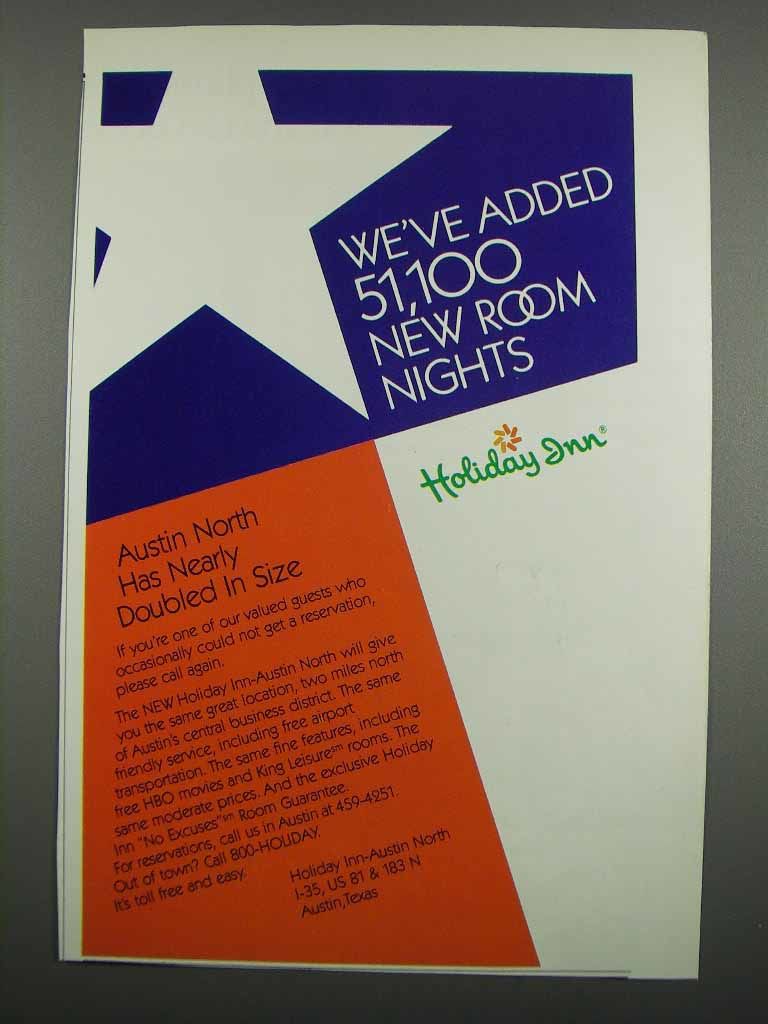 WE'VE ADDED
51,100
NEW ROOM
NIGHTS
Holiday Inn®
Austin North
Has Nearly
Doubled In Size
If you're one of our valued guests who
occasionally could not get a reservation,
please call again.
The NEW Holiday Inn-Austin North will give
you the same great location, two miles north
of Austin's central business district. The same
friendly service, including free airport
transportation. The same fine features, including
free HBO movies and King Leisure℠ rooms. The
same moderate prices. And the exclusive Holiday
Inn "No Excuses"℠ Room Guarantee.
For reservations, call us in Austin at 459-4251.
Out of town? Call 800-HOLIDAY.
It's toll free and easy.
Holiday Inn-Austin North
I-35, US 81 & 183 N
Austin, Texas